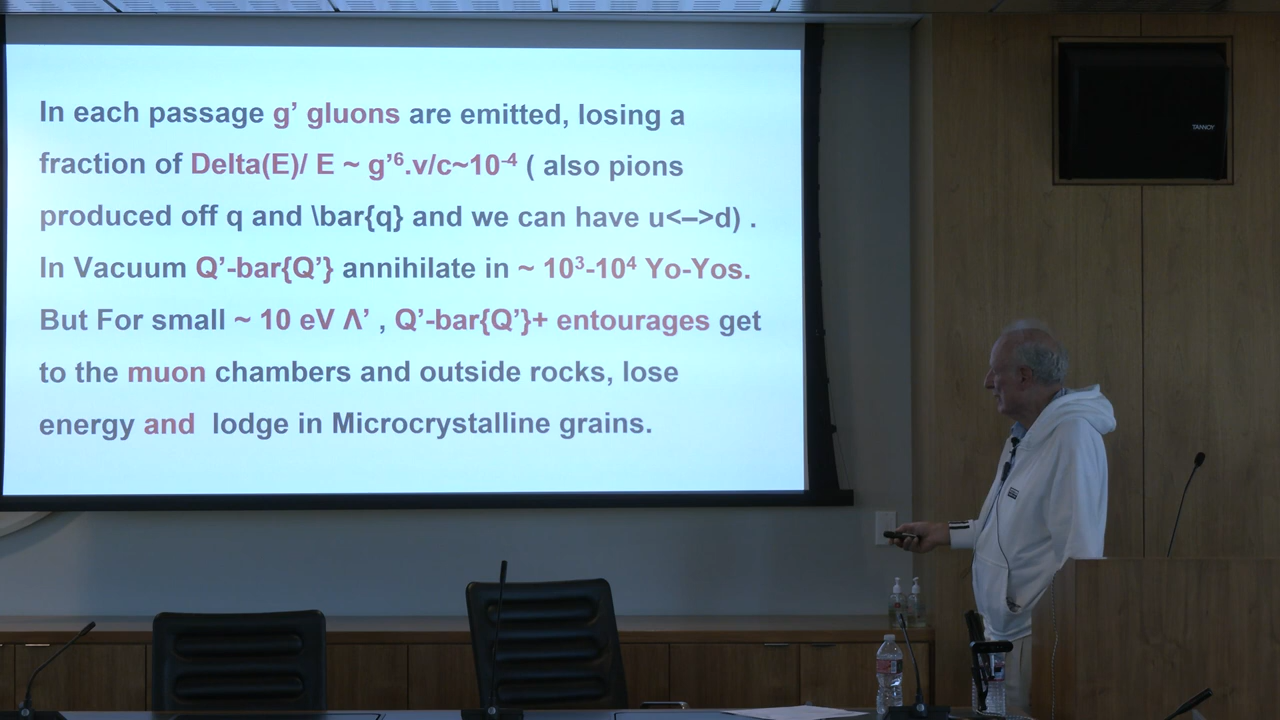 In each passage g’ gluons are emitted, losing a
fraction of Delta(E)/ E ~ g’⁶.v/c~10⁻⁴ ( also pions
produced off q and \bar{q} and we can have u<–>d) .
In Vacuum Q’-bar{Q’} annihilate in ~ 10³-10⁴ Yo-Yos.
But For small ~ 10 eV Λ’ , Q’-bar{Q’}+ entourages get
to the muon chambers and outside rocks, lose
energy and lodge in Microcrystalline grains.
TANNOY